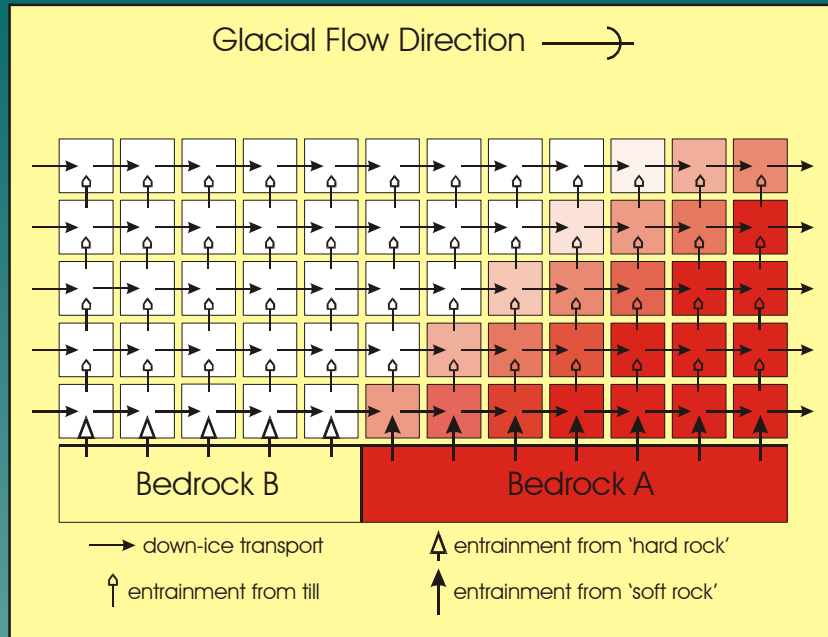 Glacial Flow Direction
Bedrock B
Bedrock A
down-ice transport
entrainment from 'hard rock'
entrainment from till
entrainment from 'soft rock'